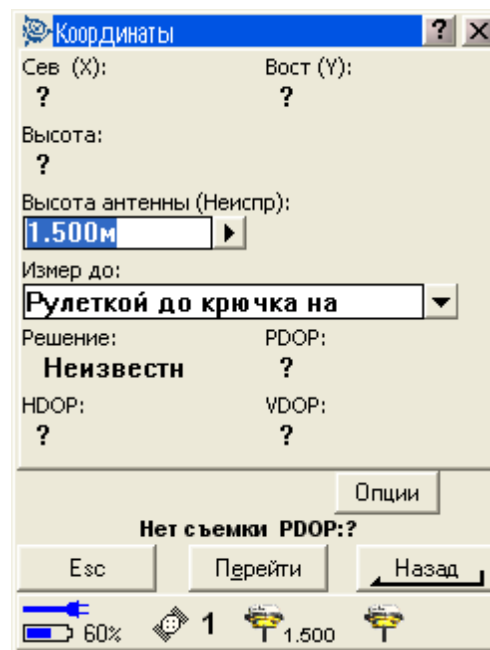 Координаты ? X
Сев (X): Вост (Y):
? ?
Высота:
?
Высота антенны (Неиспр):
1.500м
Измер до:
Рулеткой до крючка на
Решение: PDOP:
Неизвестн ?
HDOP: VDOP:
? ?
Опции
Нет съемки PDOP:?
Esc Перейти Назад
60% 1 1.500